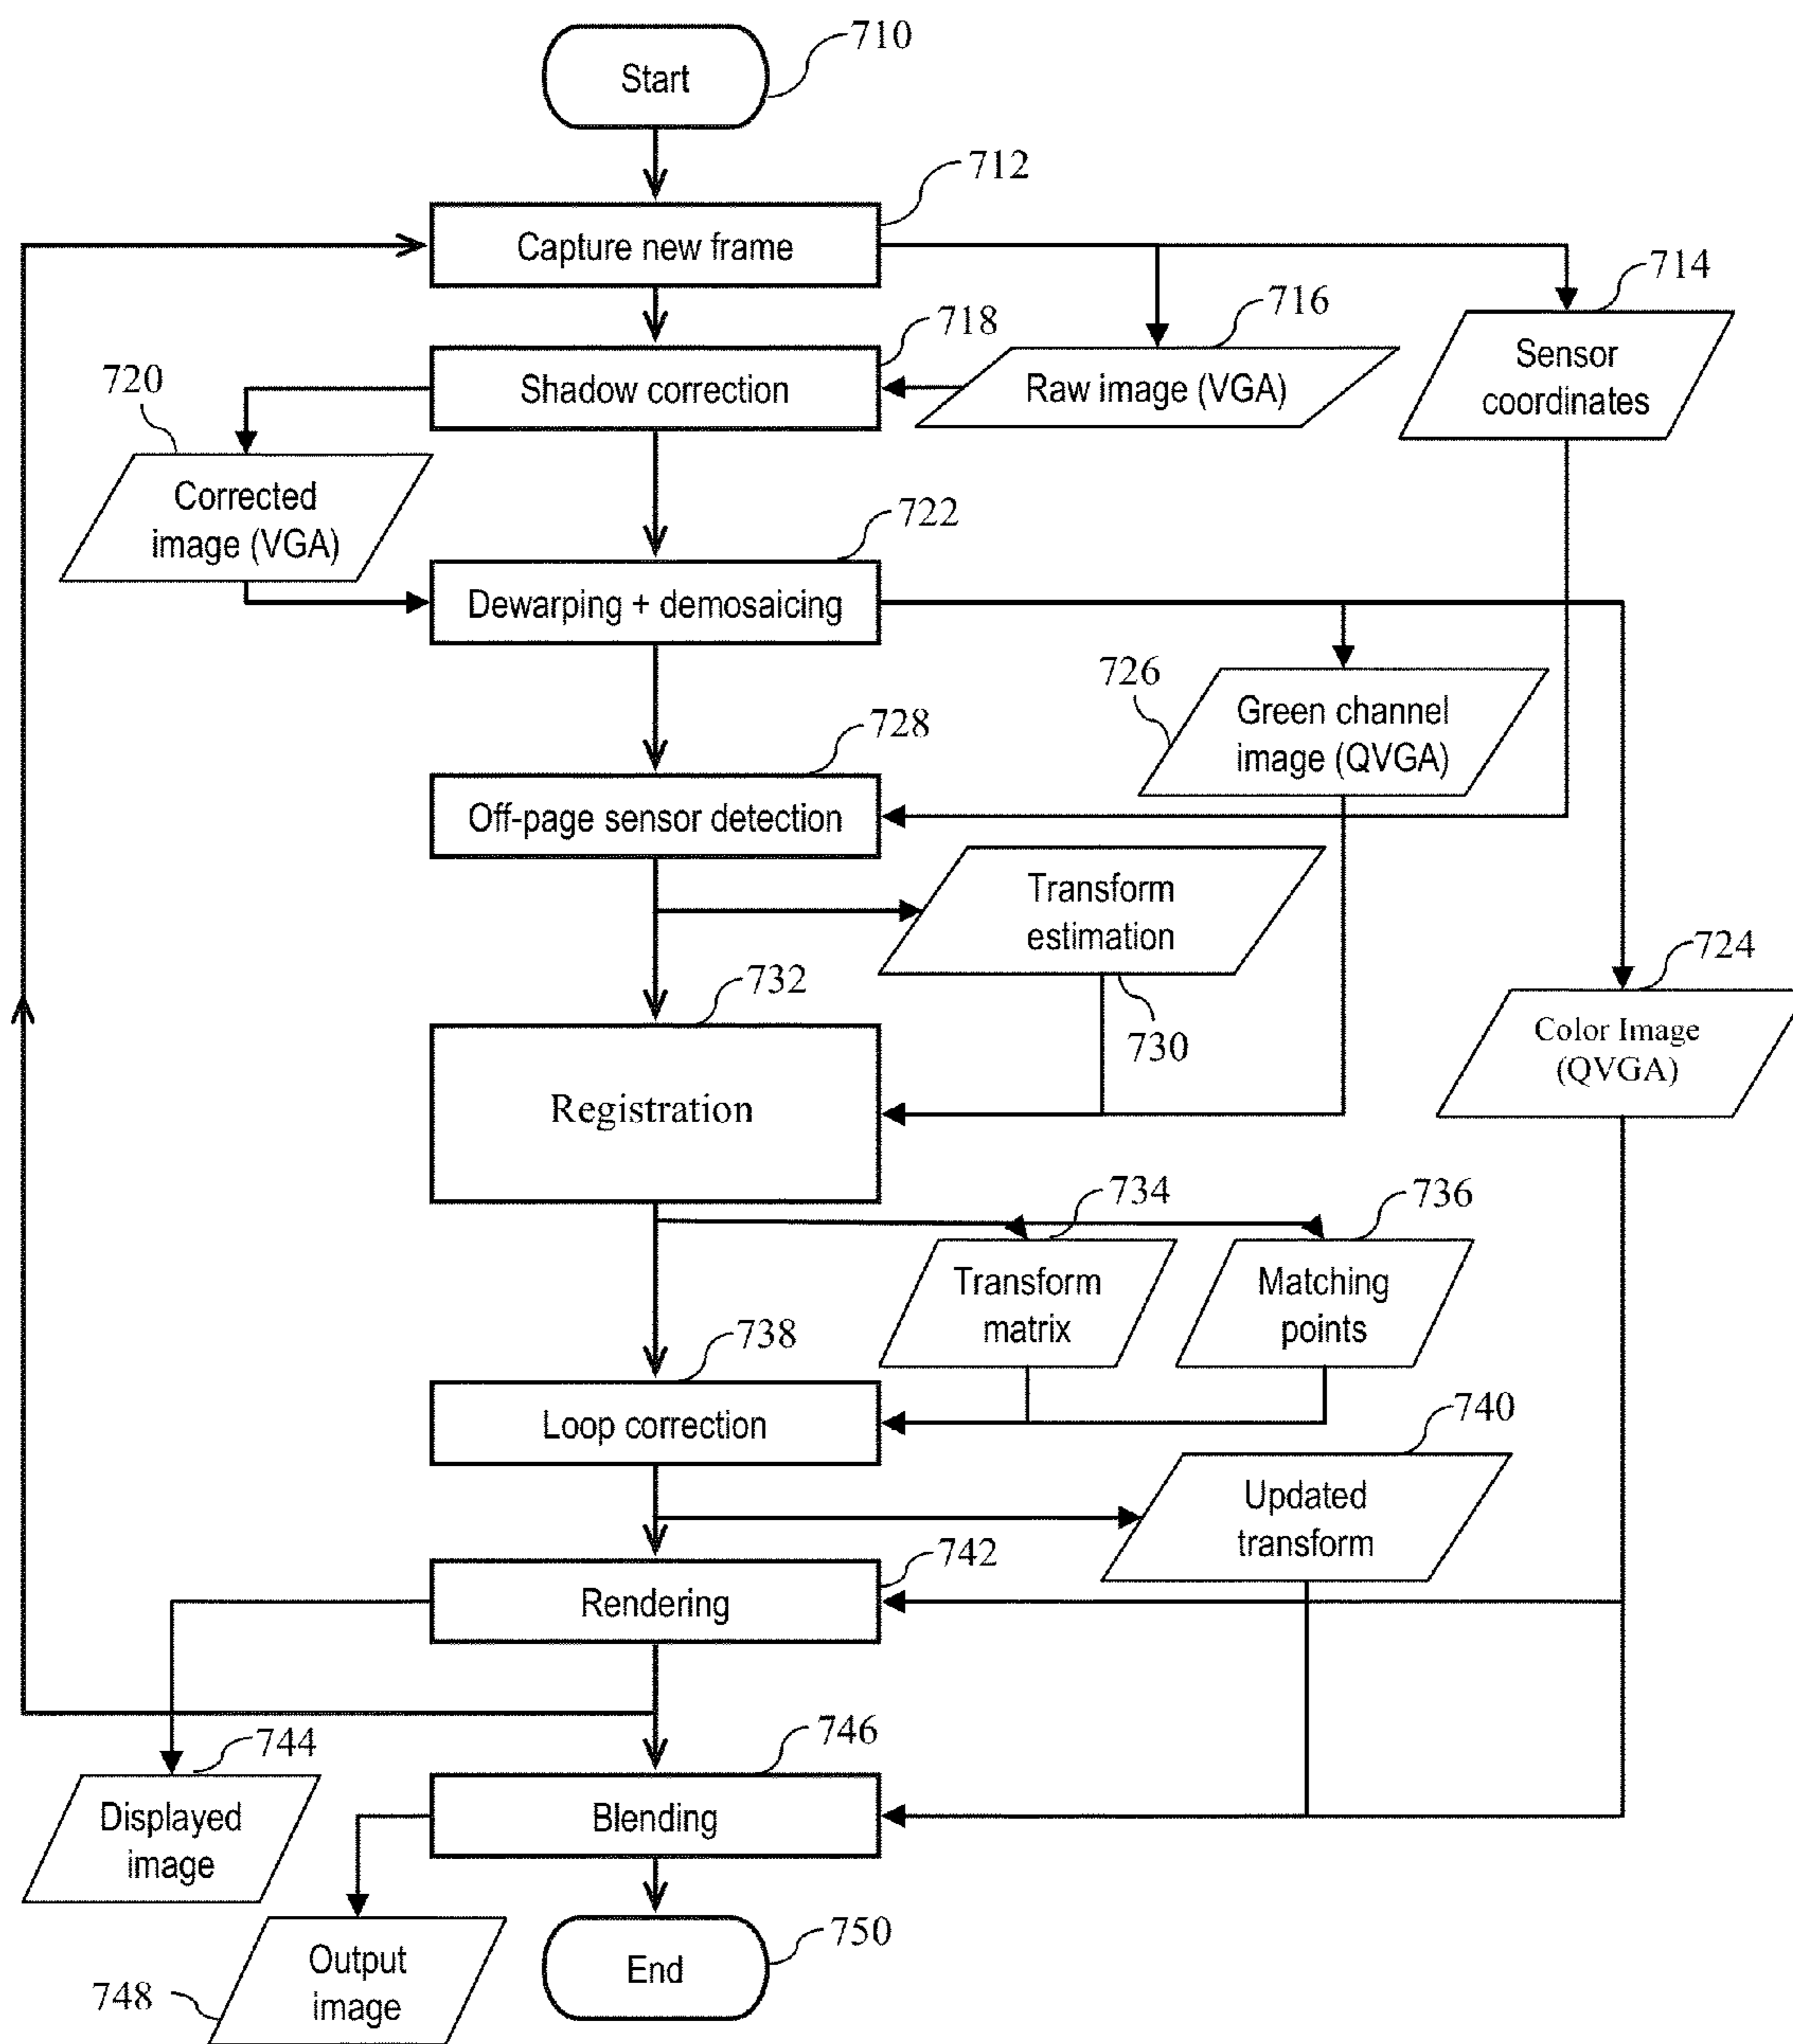 710
Start
712
Capture new frame
714
Sensor
coordinates
716
Raw image (VGA)
718
Shadow correction
720
Corrected
image (VGA)
722
Dewarping + demosaicing
726
Green channel
image (QVGA)
728
Off-page sensor detection
Transform
estimation
730
724
Color Image
(QVGA)
732
Registration
734
Transform
matrix
736
Matching
points
738
Loop correction
740
Updated
transform
742
Rendering
744
Displayed
image
746
Blending
748
Output
image
750
End